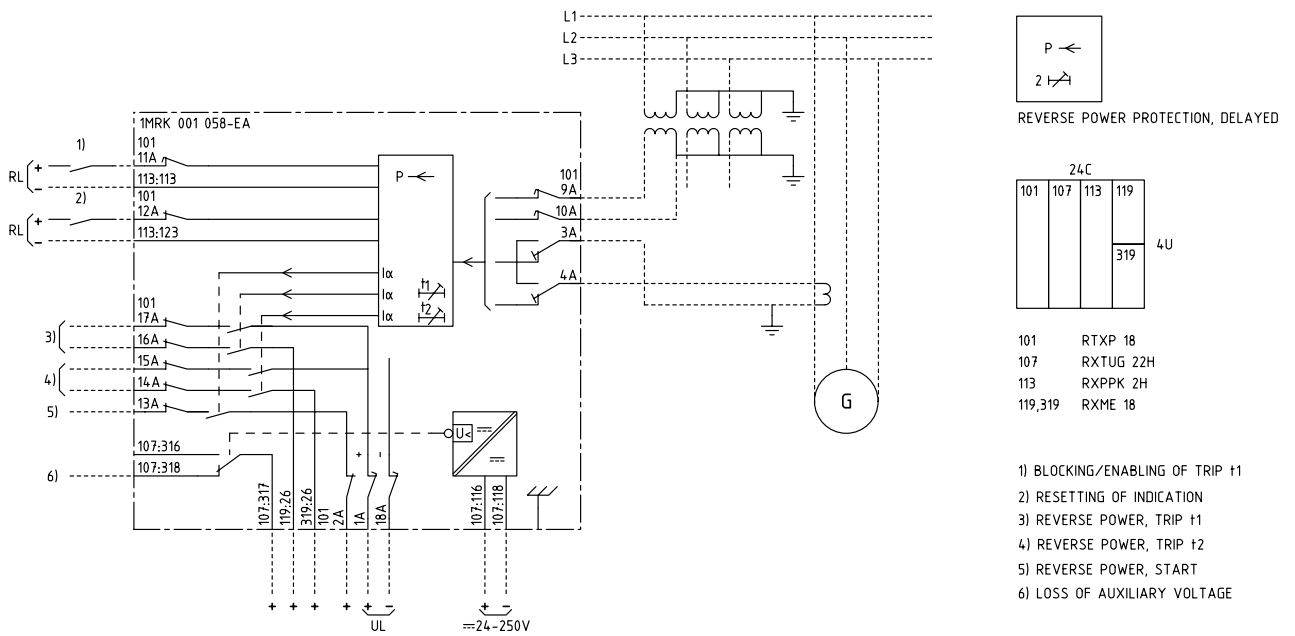 L1
L2
L3
P
2
REVERSE POWER PROTECTION, DELAYED
1MRK 001 058-EA
1)
101
11A
RL
+
-
113:113
2)
101
12A
RL
+
-
113:123
P
Iα
Iα
Iα
t1
t2
101
9A
10A
3A
4A
101
17A
3)
16A
15A
4)
14A
5)
13A
107:316
6)
107:318
U<
+ -
107:317
119:26
319:26
101
2A
1A
18A
107:116
107:118
+ + + + + -
UL
+ -
24-250V
G
24C
101 107 113 119
319
4U
101 RTXP 18
107 RXTUG 22H
113 RXPPK 2H
119,319 RXME 18
1) BLOCKING/ENABLING OF TRIP t1
2) RESETTING OF INDICATION
3) REVERSE POWER, TRIP t1
4) REVERSE POWER, TRIP t2
5) REVERSE POWER, START
6) LOSS OF AUXILIARY VOLTAGE